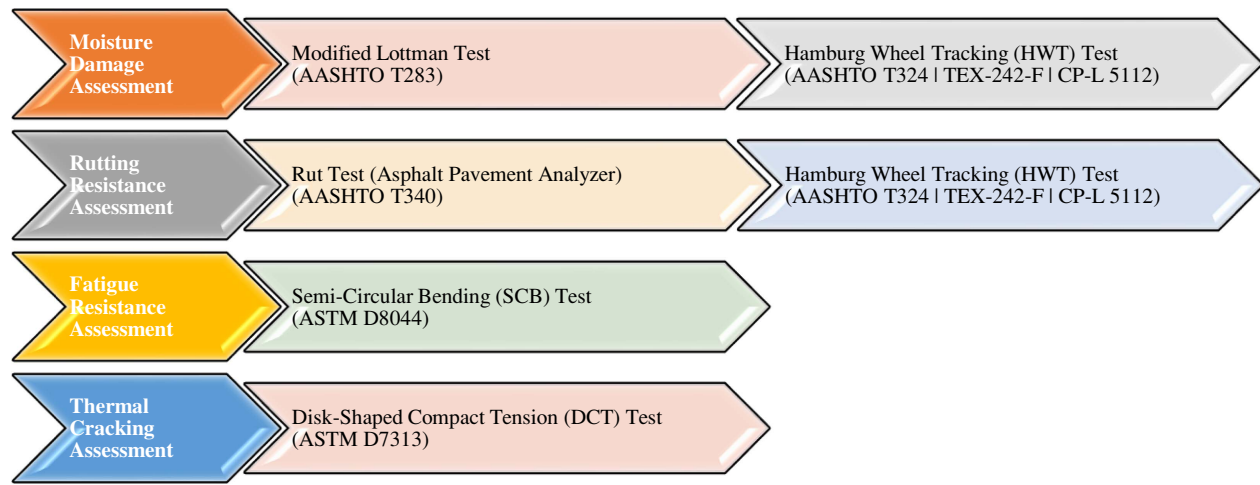 Moisture
Damage
Assessment
Modified Lottman Test
(AASHTO T283)
Hamburg Wheel Tracking (HWT) Test
(AASHTO T324 | TEX-242-F | CP-L 5112)
Rutting
Resistance
Assessment
Rut Test (Asphalt Pavement Analyzer)
(AASHTO T340)
Hamburg Wheel Tracking (HWT) Test
(AASHTO T324 | TEX-242-F | CP-L 5112)
Fatigue
Resistance
Assessment
Semi-Circular Bending (SCB) Test
(ASTM D8044)
Thermal
Cracking
Assessment
Disk-Shaped Compact Tension (DCT) Test
(ASTM D7313)